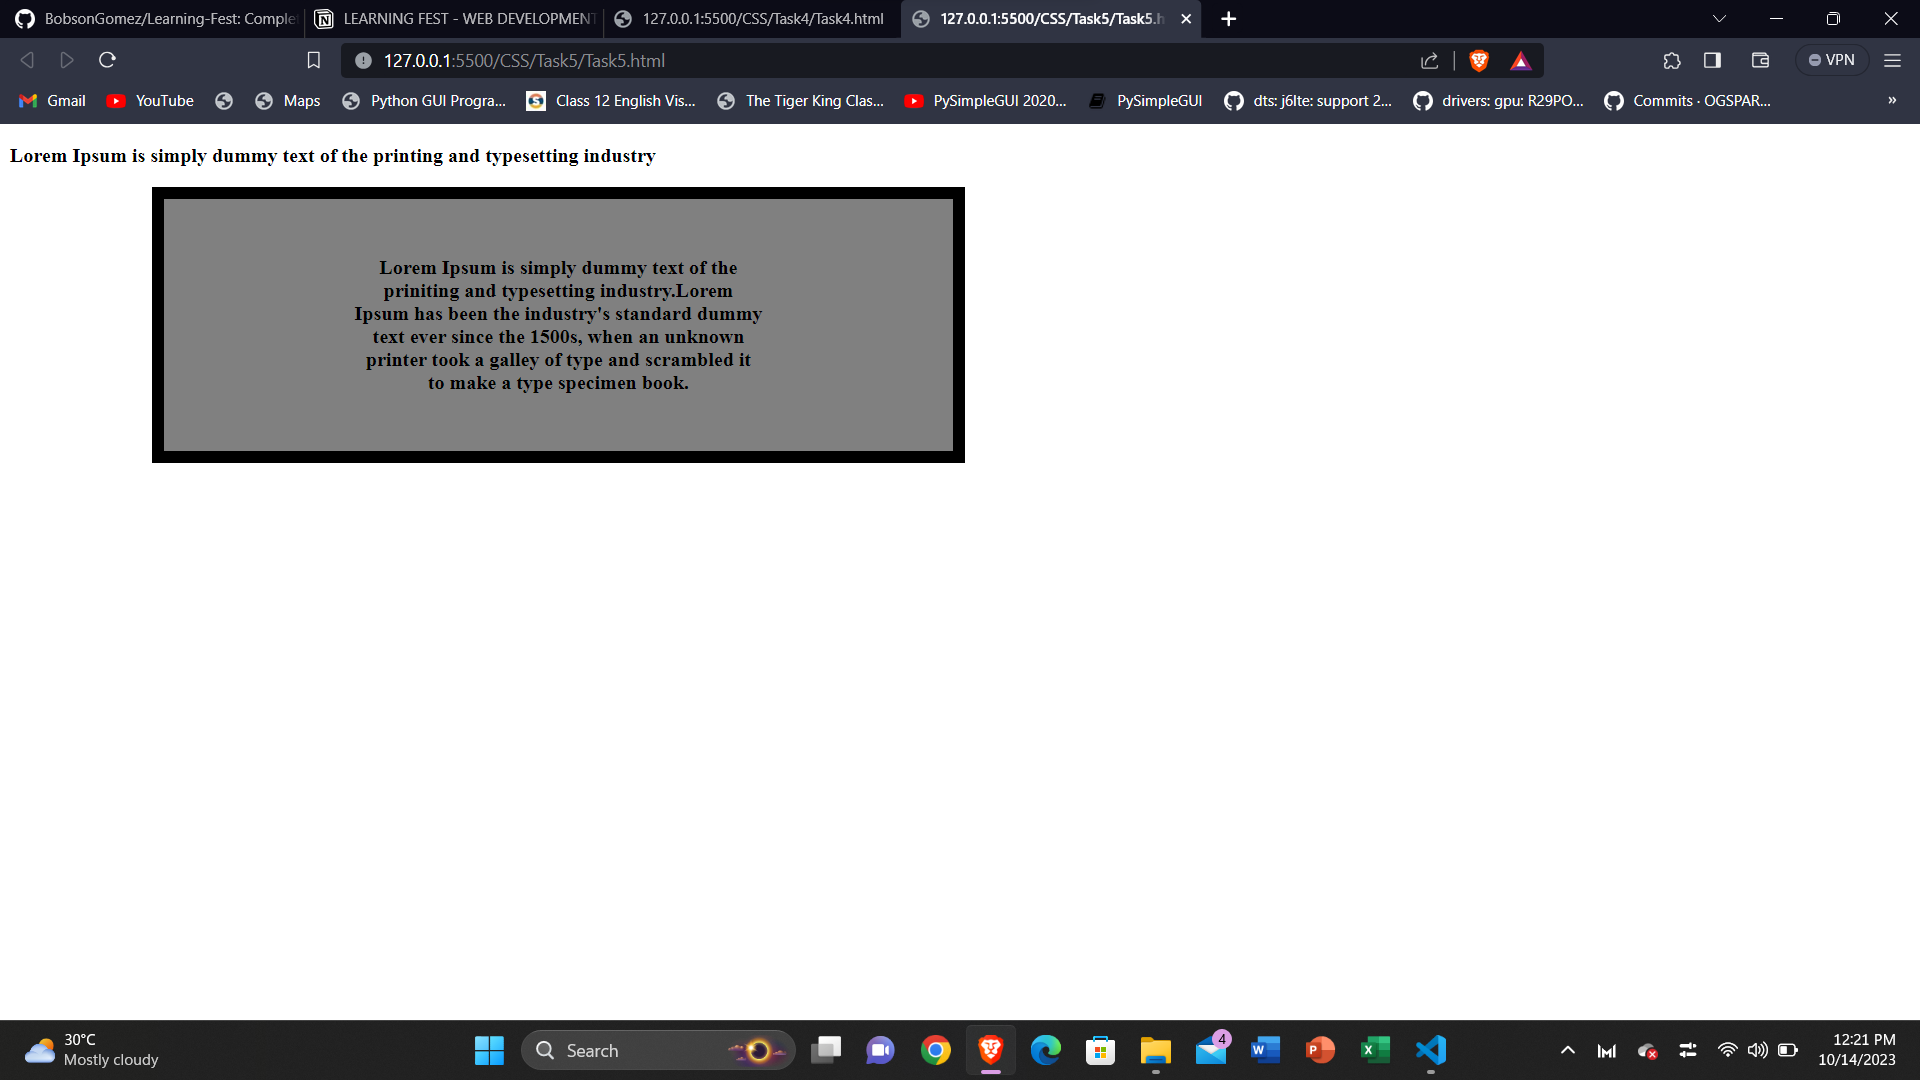 BobsonGomez/Learning-Fest: Comple
LEARNING FEST - WEB DEVELOPMENT
127.0.0.1:5500/CSS/Task4/Task4.html
127.0.0.1:5500/CSS/Task5/Task5.h
127.0.0.1:5500/CSS/Task5/Task5.html
VPN
Gmail
YouTube
Maps
Python GUI Progra...
Class 12 English Vis...
The Tiger King Clas...
PySimpleGUI 2020...
PySimpleGUI
dts: j6lte: support 2...
drivers: gpu: R29PO...
Commits · OGSPAR...
»
Lorem Ipsum is simply dummy text of the printing and typesetting industry
Lorem Ipsum is simply dummy text of the
priniting and typesetting industry.Lorem
Ipsum has been the industry's standard dummy
text ever since the 1500s, when an unknown
printer took a galley of type and scrambled it
to make a type specimen book.
30°C
Mostly cloudy
Search
4
12:21 PM
10/14/2023